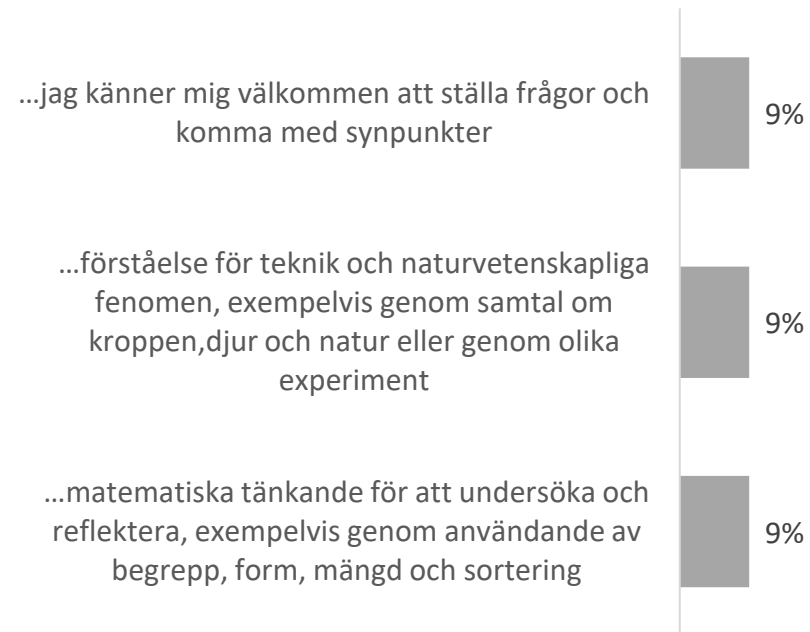 …jag känner mig välkommen att ställa frågor och
komma med synpunkter
9%
…förståelse för teknik och naturvetenskapliga
fenomen, exempelvis genom samtal om
kroppen,djur och natur eller genom olika
experiment
9%
…matematiska tänkande för att undersöka och
reflektera, exempelvis genom användande av
begrepp, form, mängd och sortering
9%